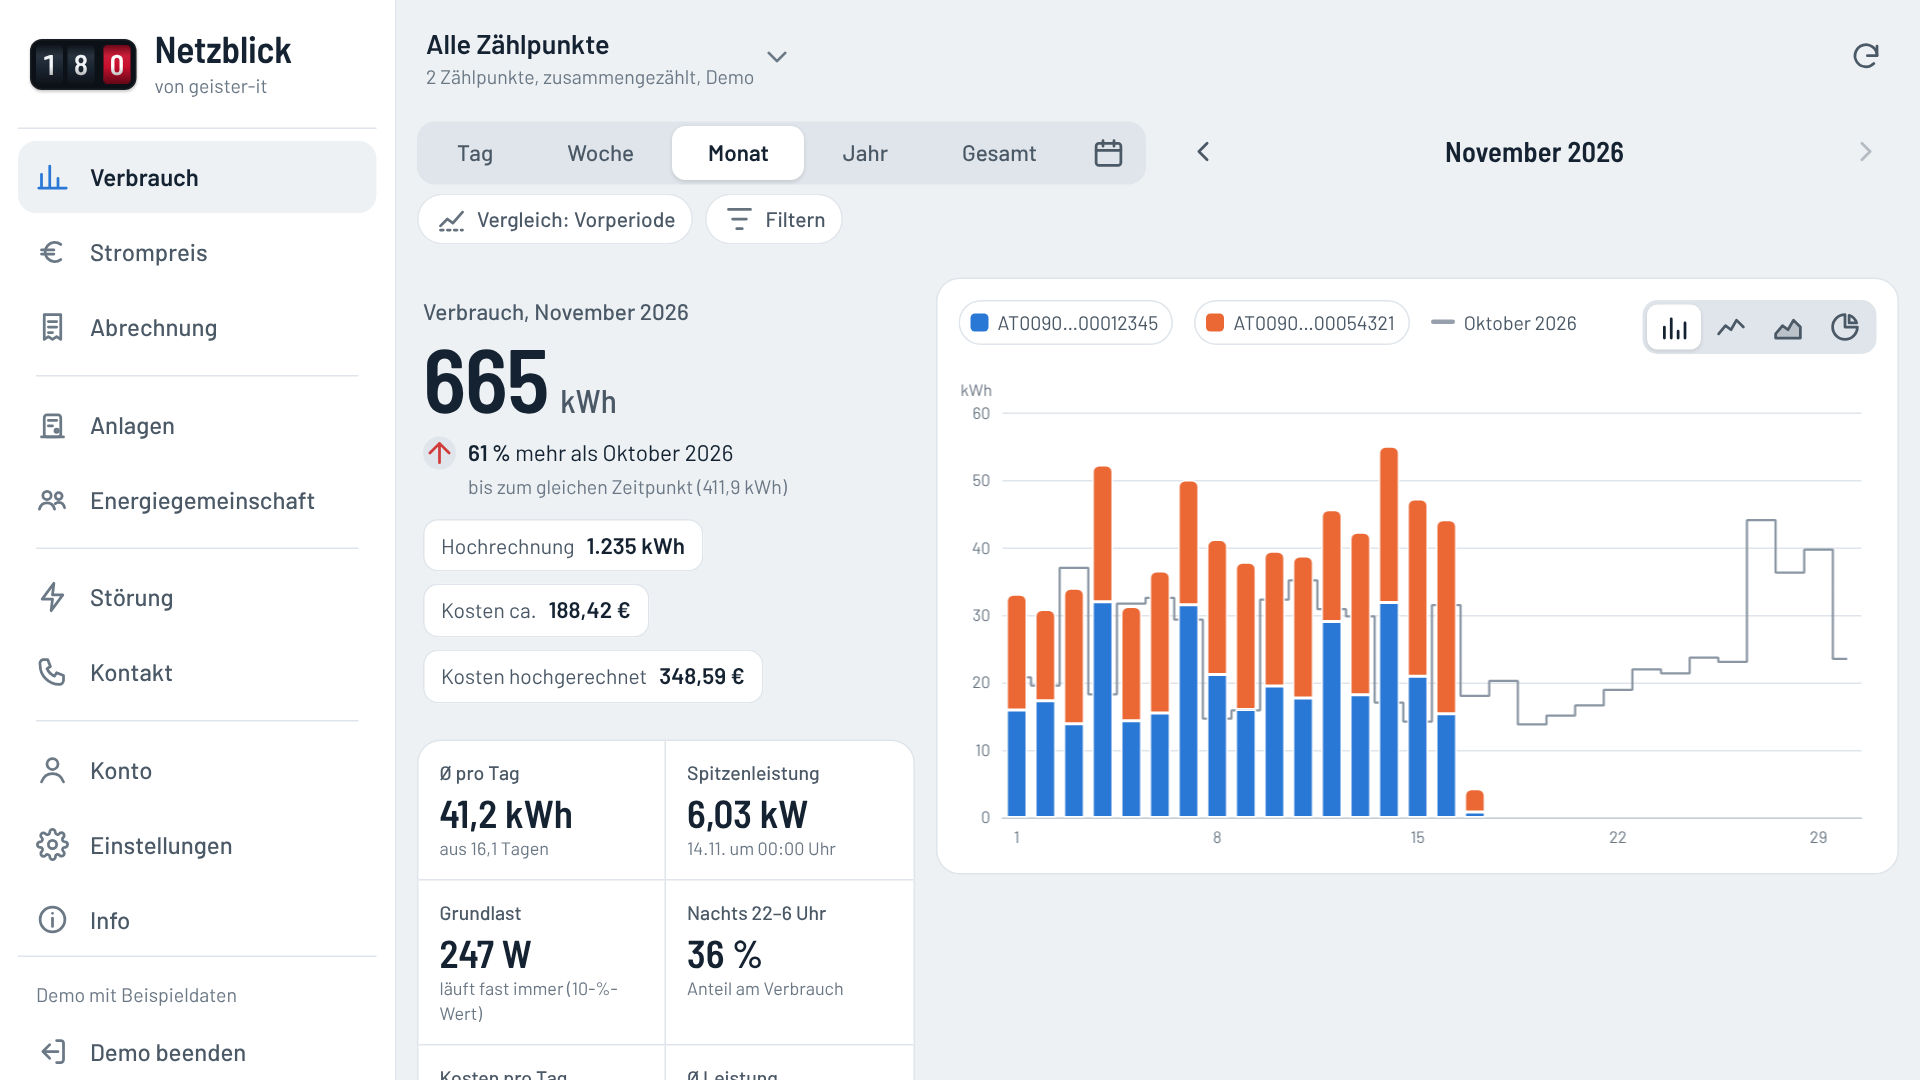 180
Netzblick
von geister-it
Verbrauch
Strompreis
Abrechnung
Anlagen
Energiegemeinschaft
Störung
Kontakt
Konto
Einstellungen
Info
Demo mit Beispieldaten
Demo beenden
Alle Zählpunkte
2 Zählpunkte, zusammengezählt, Demo
Tag Woche Monat Jahr Gesamt
November 2026
Vergleich: Vorperiode Filtern
Verbrauch, November 2026
665 kWh
61 % mehr als Oktober 2026
bis zum gleichen Zeitpunkt (411,9 kWh)
Hochrechnung 1.235 kWh
Kosten ca. 188,42 €
Kosten hochgerechnet 348,59 €
Ø pro Tag
41,2 kWh
aus 16,1 Tagen
Spitzenleistung
6,03 kW
14.11. um 00:00 Uhr
Grundlast
247 W
läuft fast immer (10-%-
Wert)
Nachts 22–6 Uhr
36 %
Anteil am Verbrauch
Kosten pro Tag
Ø Leistung
AT0090...00012345 AT0090...00054321 Oktober 2026
kWh
60
50
40
30
20
10
0
1 8 15 22 29